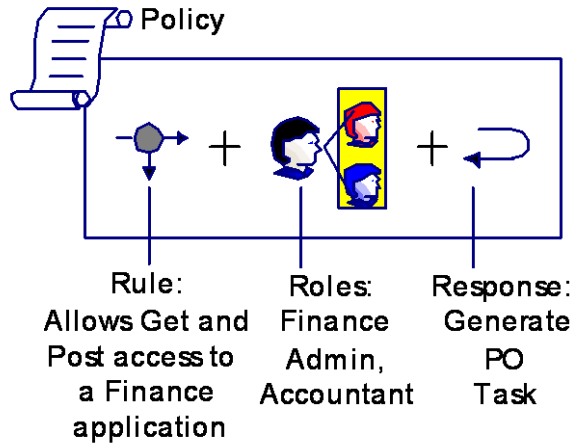 Policy
Rule:
Allows Get and
Post access to
a Finance
application
Roles:
Finance
Admin,
Accountant
Response:
Generate
PO
Task